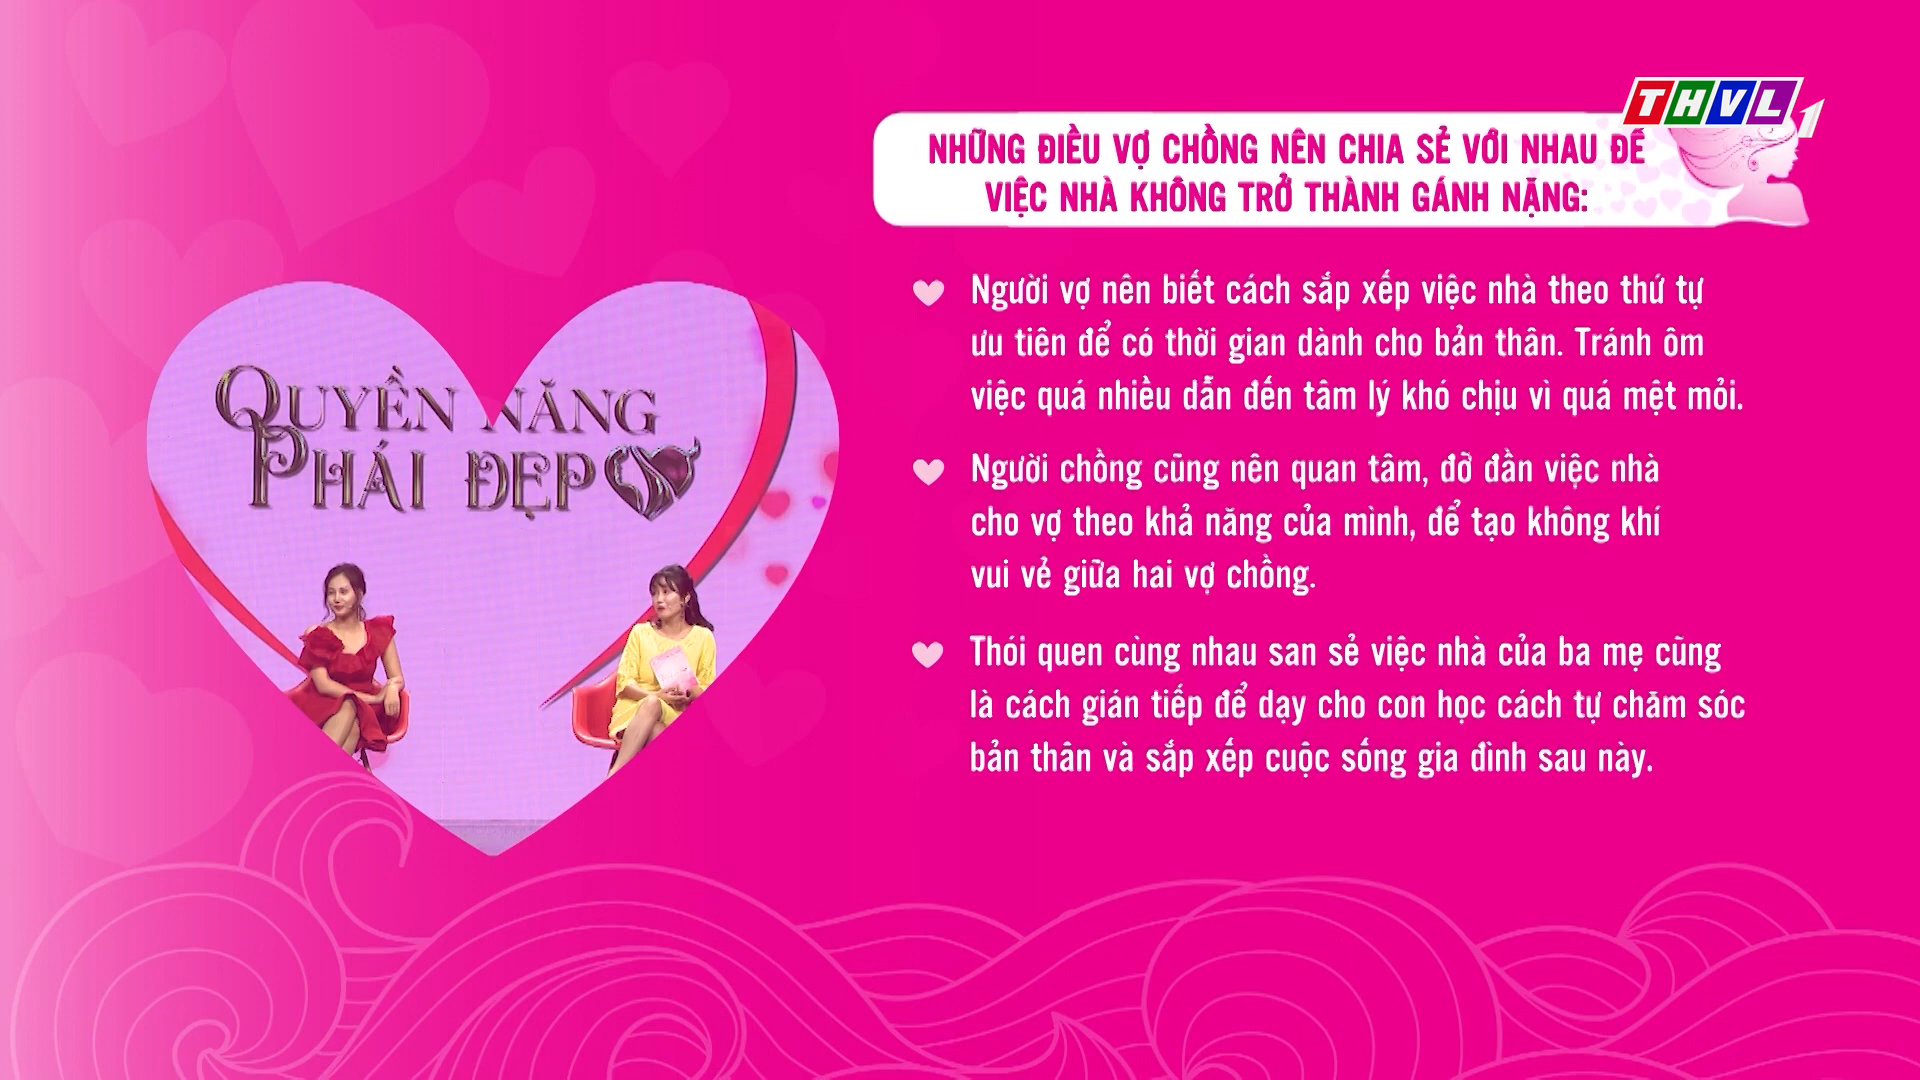 THVL1
NHỮNG ĐIỀU VỢ CHỒNG NÊN CHIA SẺ VỚI NHAU ĐỂ
VIỆC NHÀ KHÔNG TRỞ THÀNH GÁNH NẶNG:
Người vợ nên biết cách sắp xếp việc nhà theo thứ tự
ưu tiên để có thời gian dành cho bản thân. Tránh ôm
việc quá nhiều dẫn đến tâm lý khó chịu vì quá mệt mỏi.
Người chồng cũng nên quan tâm, đỡ đần việc nhà
cho vợ theo khả năng của mình, để tạo không khí
vui vẻ giữa hai vợ chồng.
Thói quen cùng nhau san sẻ việc nhà của ba mẹ cũng
là cách gián tiếp để dạy cho con học cách tự chăm sóc
bản thân và sắp xếp cuộc sống gia đình sau này.
QUYỀN NĂNG
PHÁI ĐẸP